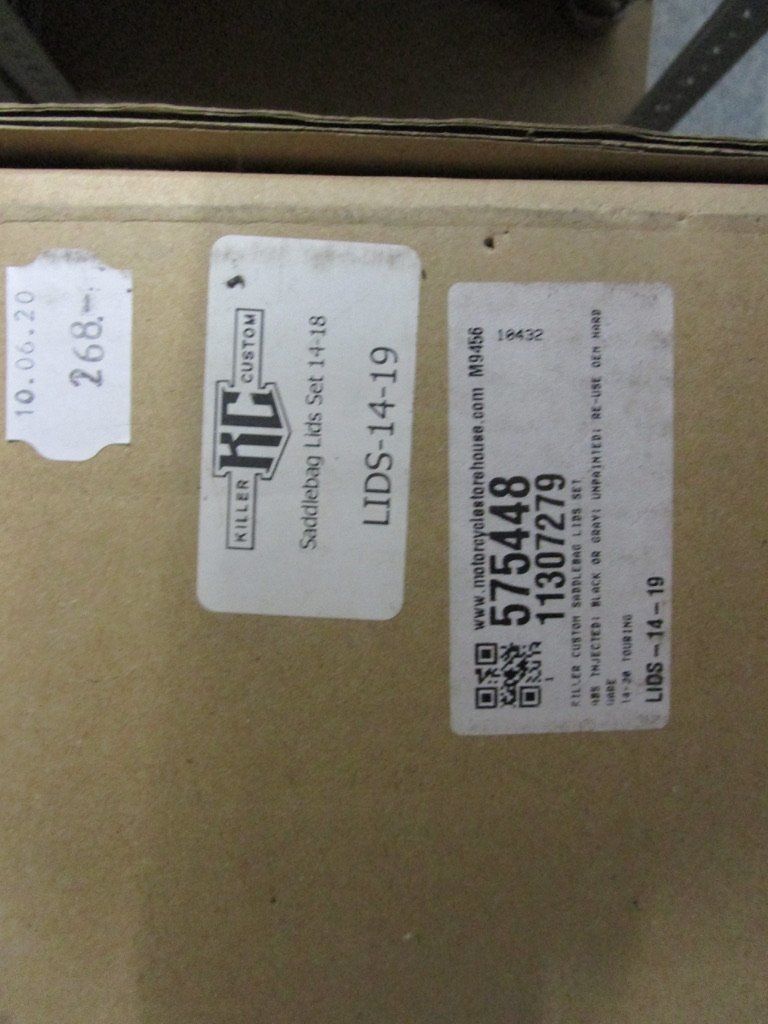 10.06.20
268.-
KILLER KC CUSTOM
Saddlebag Lids Set 14-18
LIDS-14-19
www.motorcyclestorehouse.com M9456
575448
11307279
1
KILLER CUSTOM SADDLEBAG LIDS SET
ABS INJECTED; BLACK OR GRAY; UNPAINTED; RE-USE OEM HARD
WARE
14-20 TOURING
LIDS-14-19